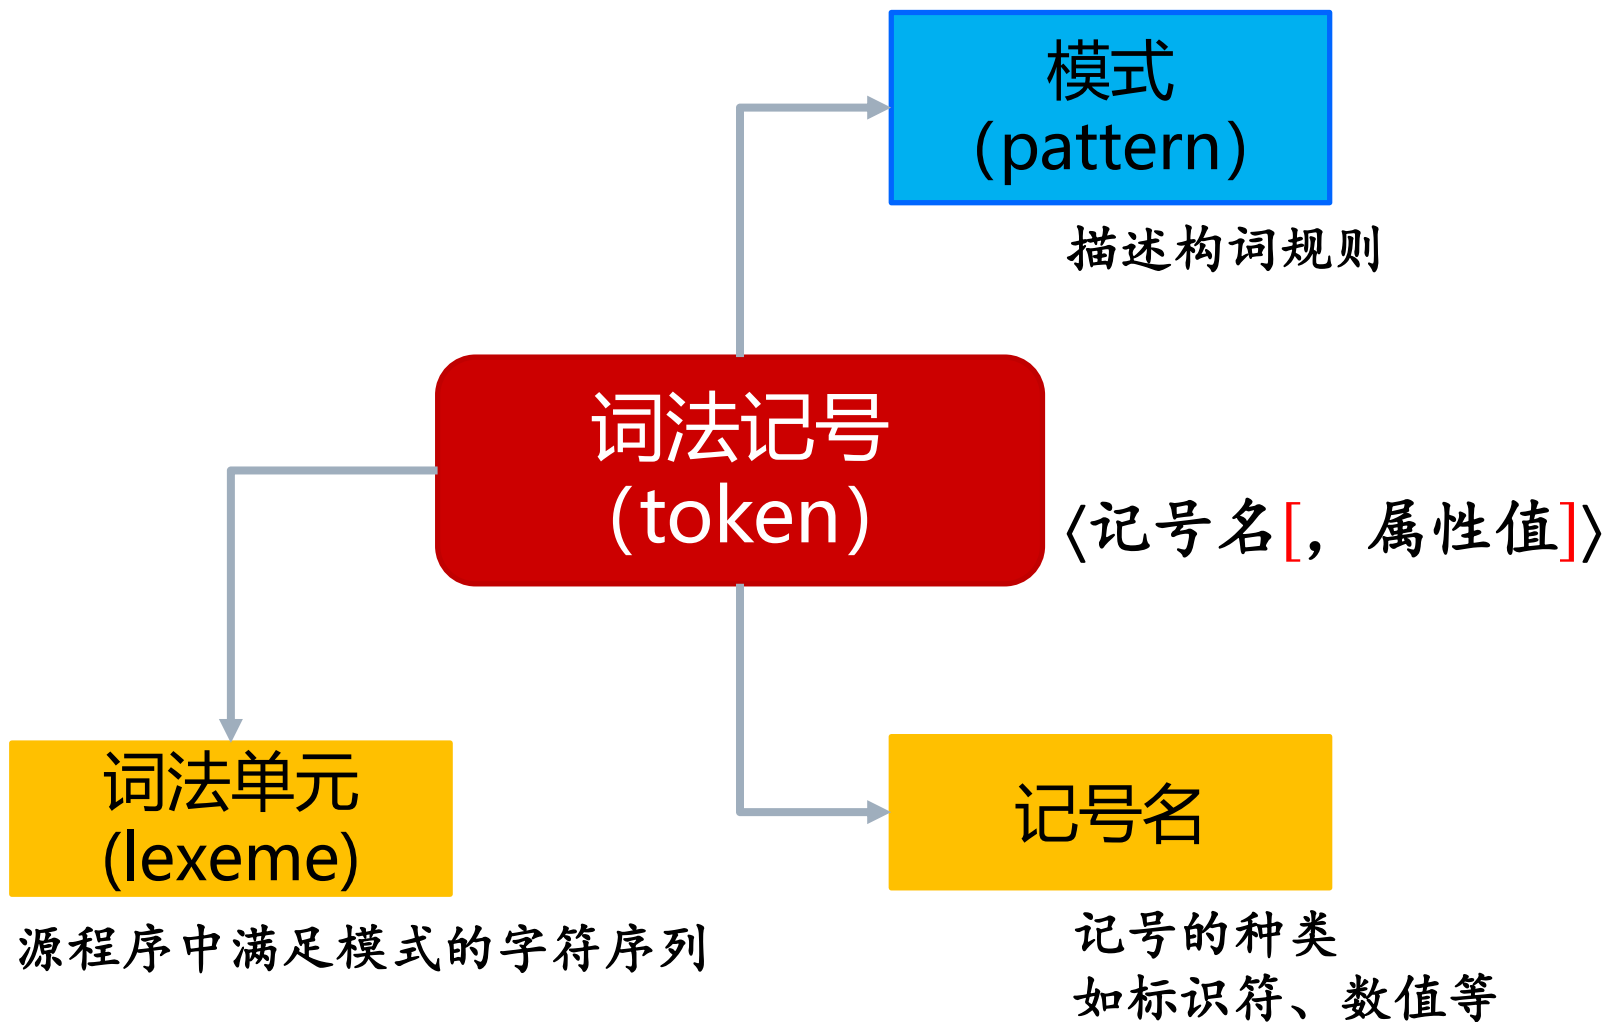 模式
（pattern）
描述构词规则
词法记号
（token）
〈记号名[，属性值]〉
词法单元
(lexeme)
源程序中满足模式的字符序列
记号名
记号的种类
如标识符、数值等